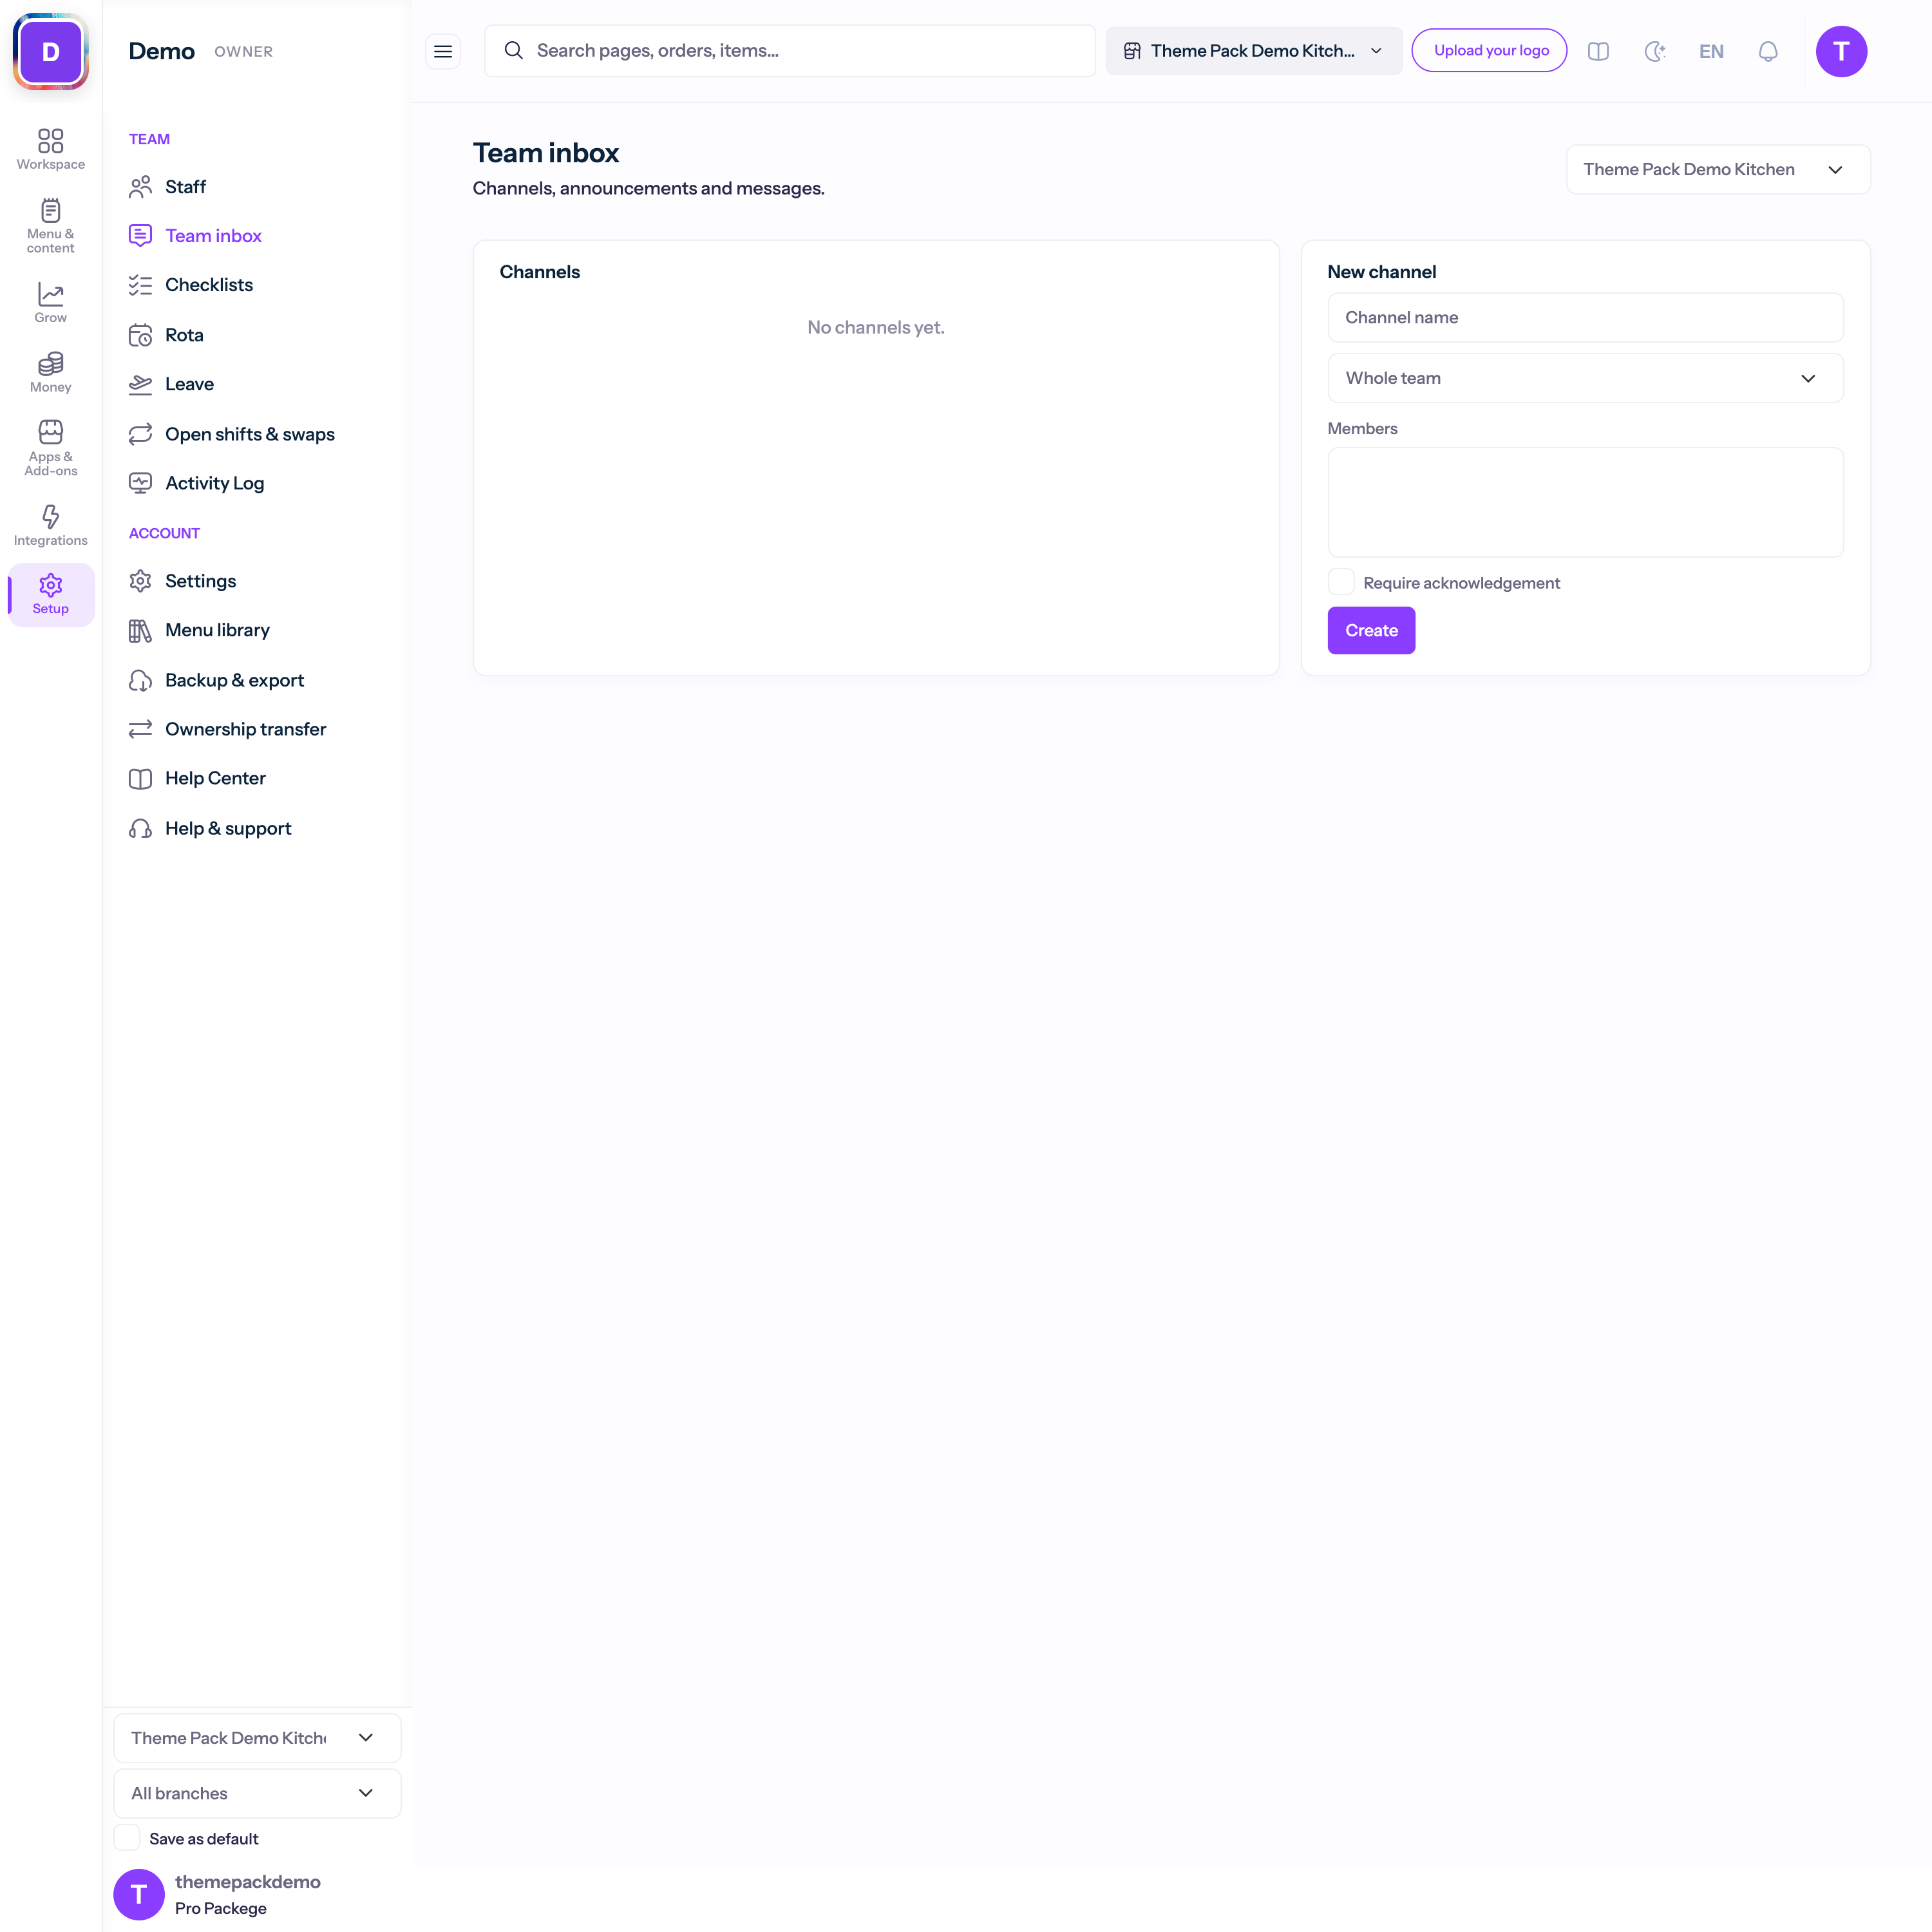 D
Demo OWNER
Search pages, orders, items...
Theme Pack Demo Kitch...
Upload your logo
EN
T
Workspace
Menu &
content
Grow
Money
Apps &
Add-ons
Integrations
Setup
TEAM
Staff
Team inbox
Checklists
Rota
Leave
Open shifts & swaps
Activity Log
ACCOUNT
Settings
Menu library
Backup & export
Ownership transfer
Help Center
Help & support
Theme Pack Demo Kitche
All branches
Save as default
T
themepackdemo
Pro Packege
Team inbox
Channels, announcements and messages.
Theme Pack Demo Kitchen
Channels
No channels yet.
New channel
Channel name
Whole team
Members
Require acknowledgement
Create